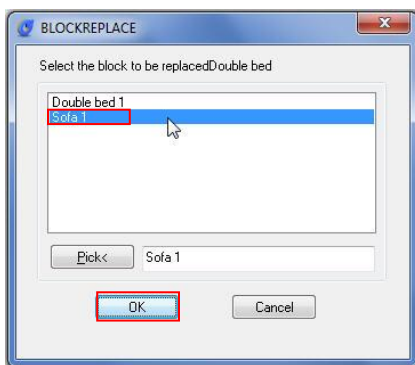 BLOCKREPLACE
Select the block to be replacedDouble bed
Double bed 1
Sofa 1
Pick<
Sofa 1
OK
Cancel